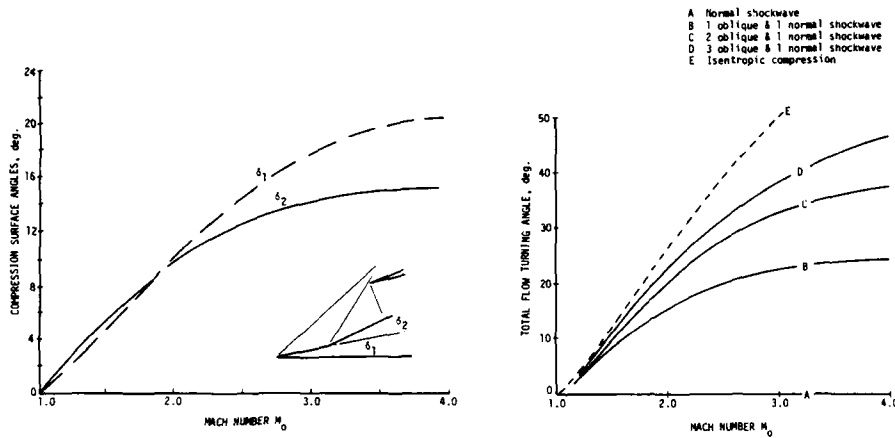 A Normal shockwave
B 1 oblique & 1 normal shockwave
C 2 oblique & 1 normal shockwave
D 3 oblique & 1 normal shockwave
E Isentropic compression
COMPRESSION SURFACE ANGLES, deg.
24
20
16
12
8
4
0
δ1
δ2
δ2
δ1
1.0
2.0
3.0
4.0
MACH NUMBER Mo
TOTAL FLOW TURNING ANGLE, deg.
50
40
30
20
10
0
E
D
C
B
A
1.0
2.0
3.0
4.0
MACH NUMBER Mo